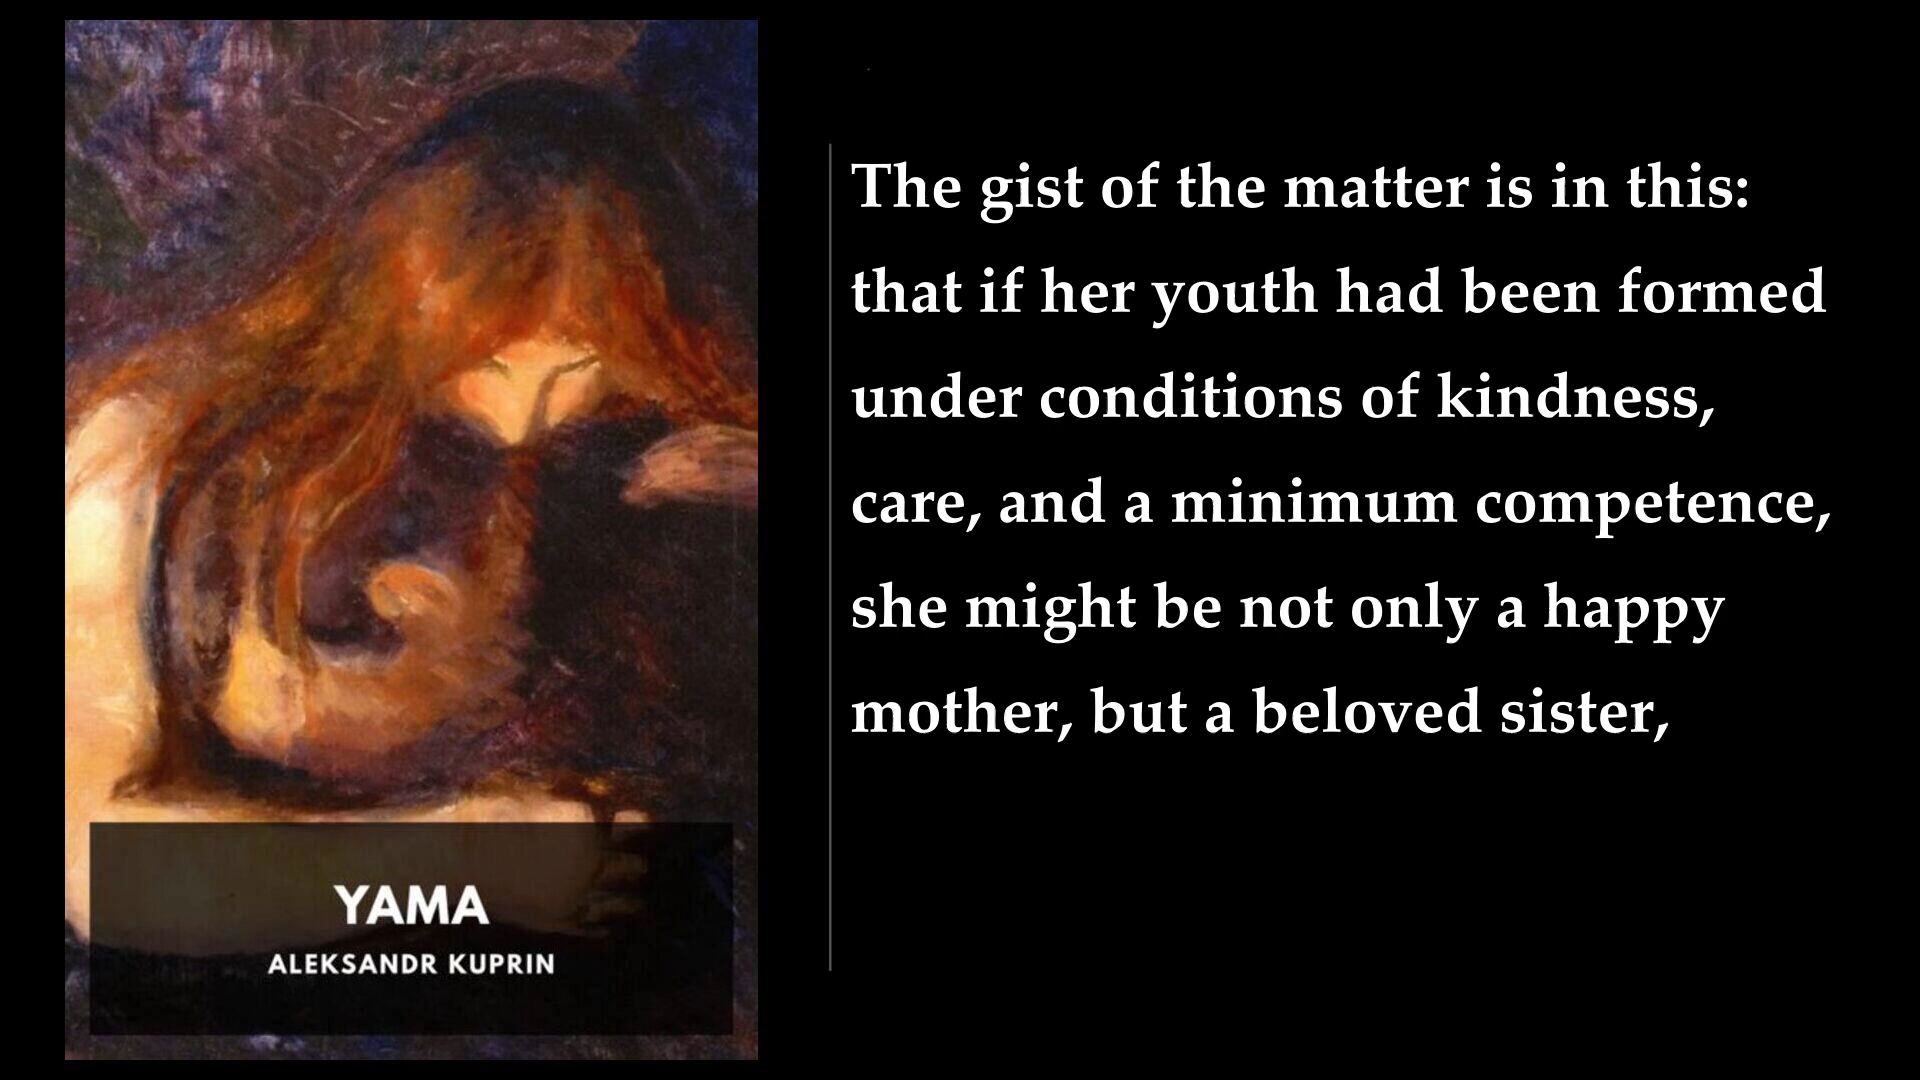 YAMA
ALEKSANDR KUPRIN
The gist of the matter is in this:
that if her youth had been formed
under conditions of kindness,
care, and a minimum competence,
she might be not only a happy
mother, but a beloved sister,